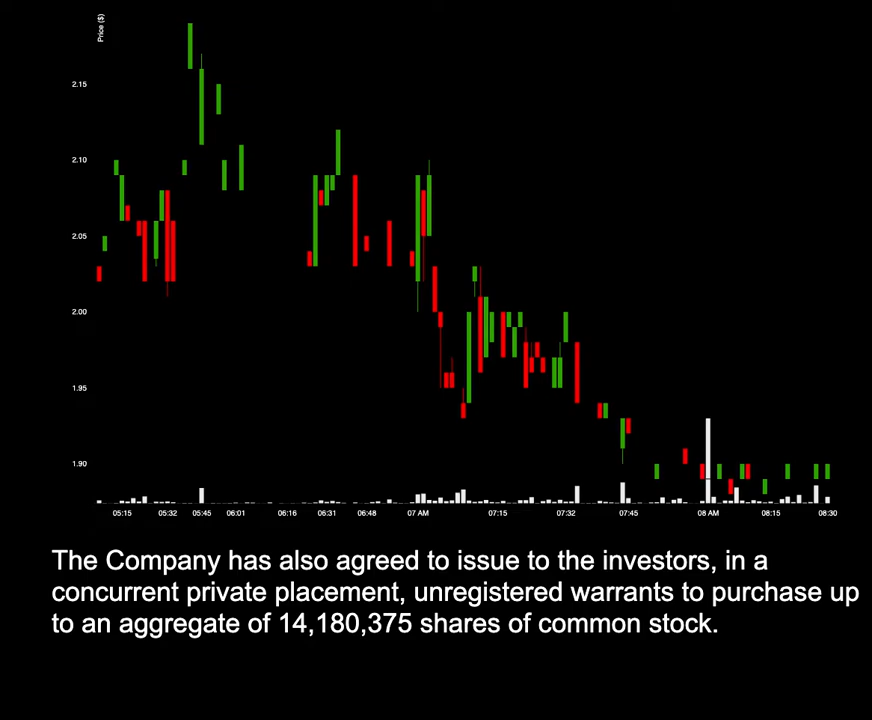 Price ($)
2.15
2.10
2.05
2.00
1.95
1.90
05:15 05:32 05:45 06:01 06:16 06:31 06:48 07 AM 07:15 07:32 07:45 08 AM 08:15 08:30
The Company has also agreed to issue to the investors, in a
concurrent private placement, unregistered warrants to purchase up
to an aggregate of 14,180,375 shares of common stock.